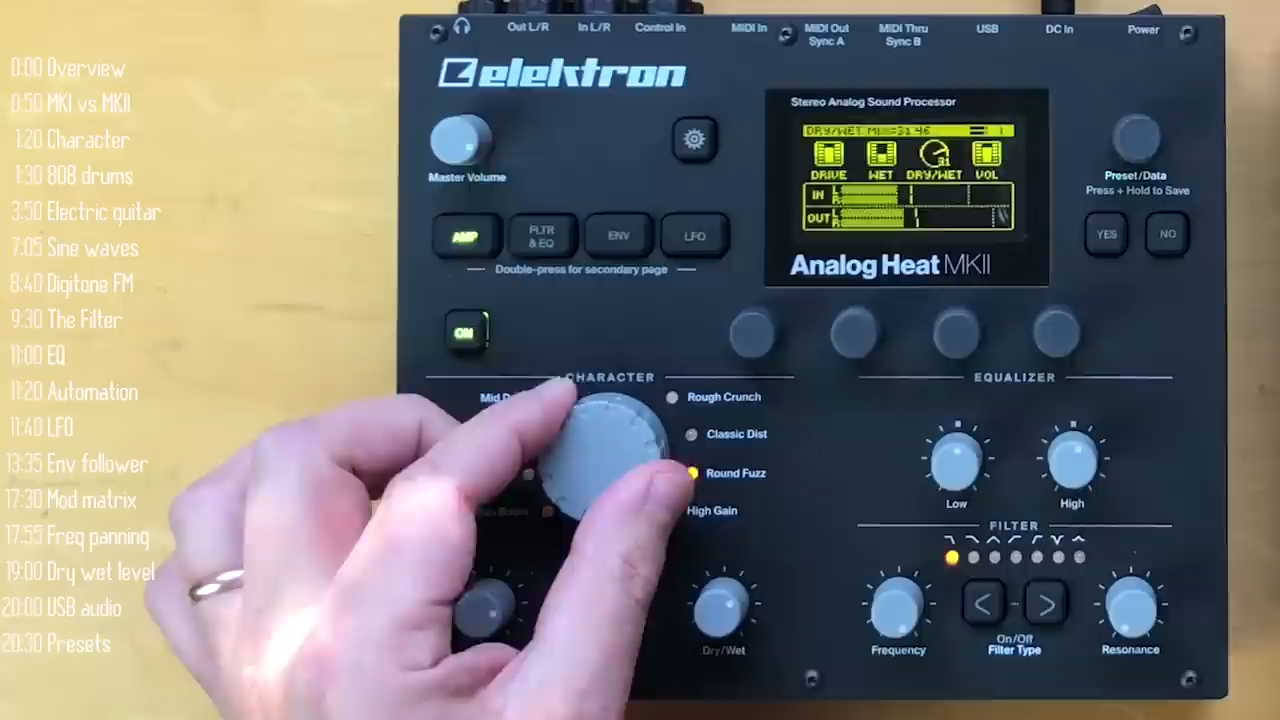 0:00 Overview
0:50 MKI vs MKII
1:20 Character
1:30 808 drums
3:50 Electric guitar
7:05 Sine waves
8:40 Digitone FM
9:30 The Filter
11:00 EQ
11:20 Automation
11:40 LFO
13:35 Env follower
17:30 Mod matrix
17:55 Freq panning
19:00 Dry wet level
20:00 USB audio
20:30 Presets
Out L/R
In L/R
Control In
MIDI In
MIDI Out
Sync A
MIDI Thru
Sync B
USB
DC In
Power
elektron
Stereo Analog Sound Processor
DRY/WET MIX=31.46
DRIVE WET DRY/WET VOL
31
IN L R
OUT L R
Analog Heat MKII
Master Volume
Preset/Data
Press + Hold to Save
YES
NO
AMP
FLTR
& EQ
ENV
LFO
Double-press for secondary page
ON
CHARACTER
Mid
Rough Crunch
Classic Dist
Round Fuzz
High Gain
Dry/Wet
EQUALIZER
Low
High
FILTER
< >
On/Off
Filter Type
Frequency
Resonance